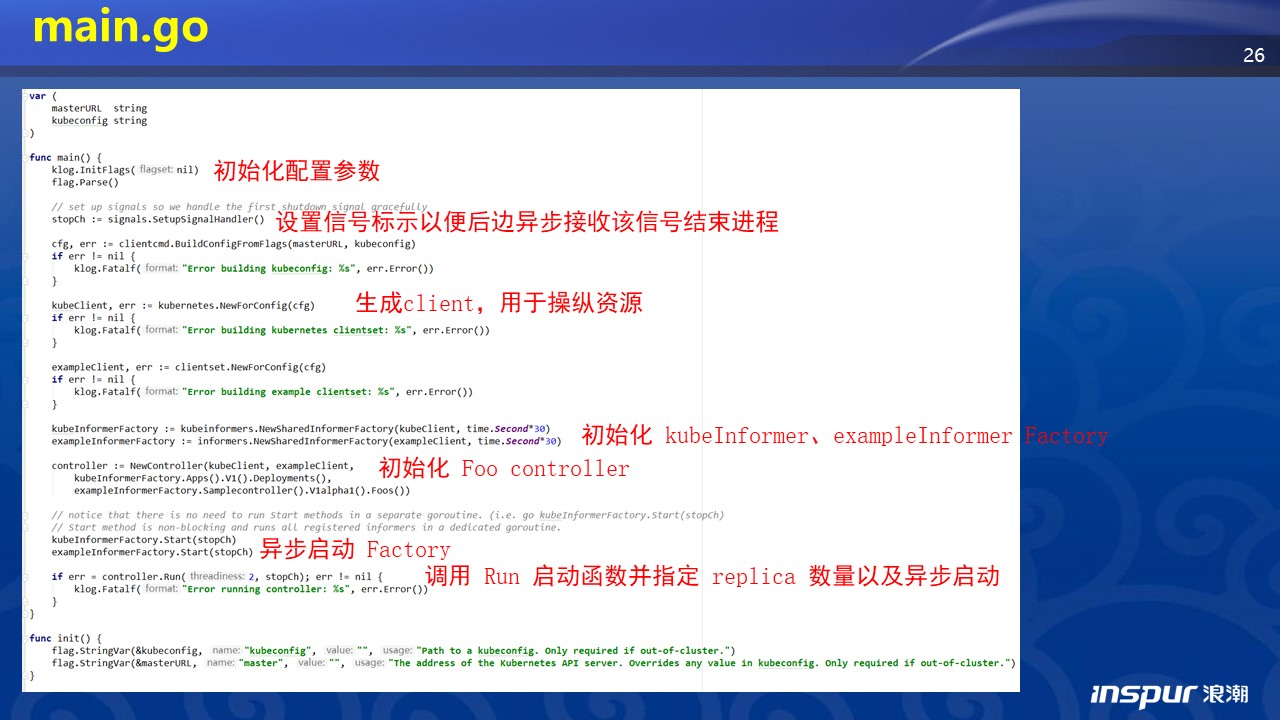 main.go
26
var (
masterURL string
kubeconfig string
)
func main() {
klog.InitFlags( flagset: nil) 初始化配置参数
flag.Parse()
// set up signals so we handle the first shutdown signal gracefully
stopCh := signals.SetupSignalHandler() 设置信号标示以便后边异步接收该信号结束进程
cfg, err := clientcmd.BuildConfigFromFlags(masterURL, kubeconfig)
if err != nil {
klog.Fatalf( format: "Error building kubeconfig: %s", err.Error())
}
kubeClient, err := kubernetes.NewForConfig(cfg) 生成client，用于操纵资源
if err != nil {
klog.Fatalf( format: "Error building kubernetes clientset: %s", err.Error())
}
exampleClient, err := clientset.NewForConfig(cfg)
if err != nil {
klog.Fatalf( format: "Error building example clientset: %s", err.Error())
}
kubeInformerFactory := kubeinformers.NewSharedInformerFactory(kubeClient, time.Second*30)
exampleInformerFactory := informers.NewSharedInformerFactory(exampleClient, time.Second*30) 初始化 kubeInformer、exampleInformer Factory
controller := NewController(kubeClient, exampleClient, 初始化 Foo controller
kubeInformerFactory.Apps().V1().Deployments(),
exampleInformerFactory.Samplecontroller().V1alpha1().Foos())
// notice that there is no need to run Start methods in a separate goroutine. (i.e. go kubeInformerFactory.Start(stopCh)
// Start method is non-blocking and runs all registered informers in a dedicated goroutine.
kubeInformerFactory.Start(stopCh)
exampleInformerFactory.Start(stopCh) 异步启动 Factory
if err = controller.Run( threadiness: 2, stopCh); err != nil { 调用 Run 启动函数并指定 replica 数量以及异步启动
klog.Fatalf( format: "Error running controller: %s", err.Error())
}
}
func init() {
flag.StringVar(&kubeconfig, name: "kubeconfig", value: "", usage: "Path to a kubeconfig. Only required if out-of-cluster.")
flag.StringVar(&masterURL, name: "master", value: "", usage: "The address of the Kubernetes API server. Overrides any value in kubeconfig. Only required if out-of-cluster.")
}
inspur 浪潮